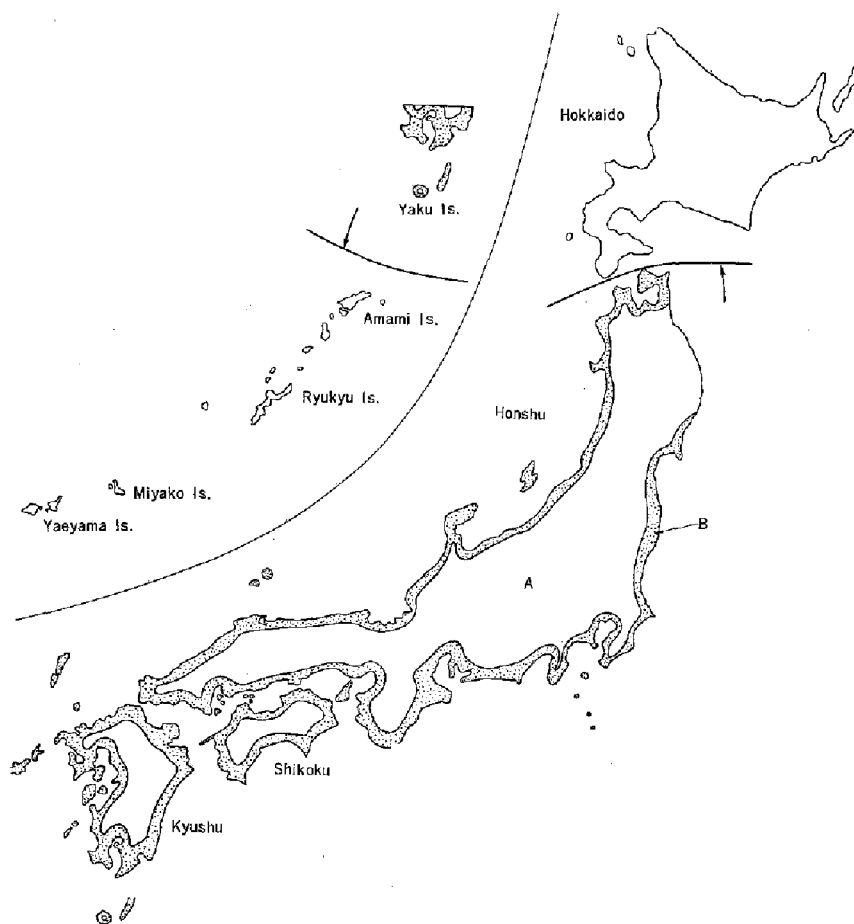 Hokkaido
Yaku Is.
Amami Is.
Ryukyu Is.
Honshu
Miyako Is.
Yaeyama Is.
B
A
Shikoku
Kyushu